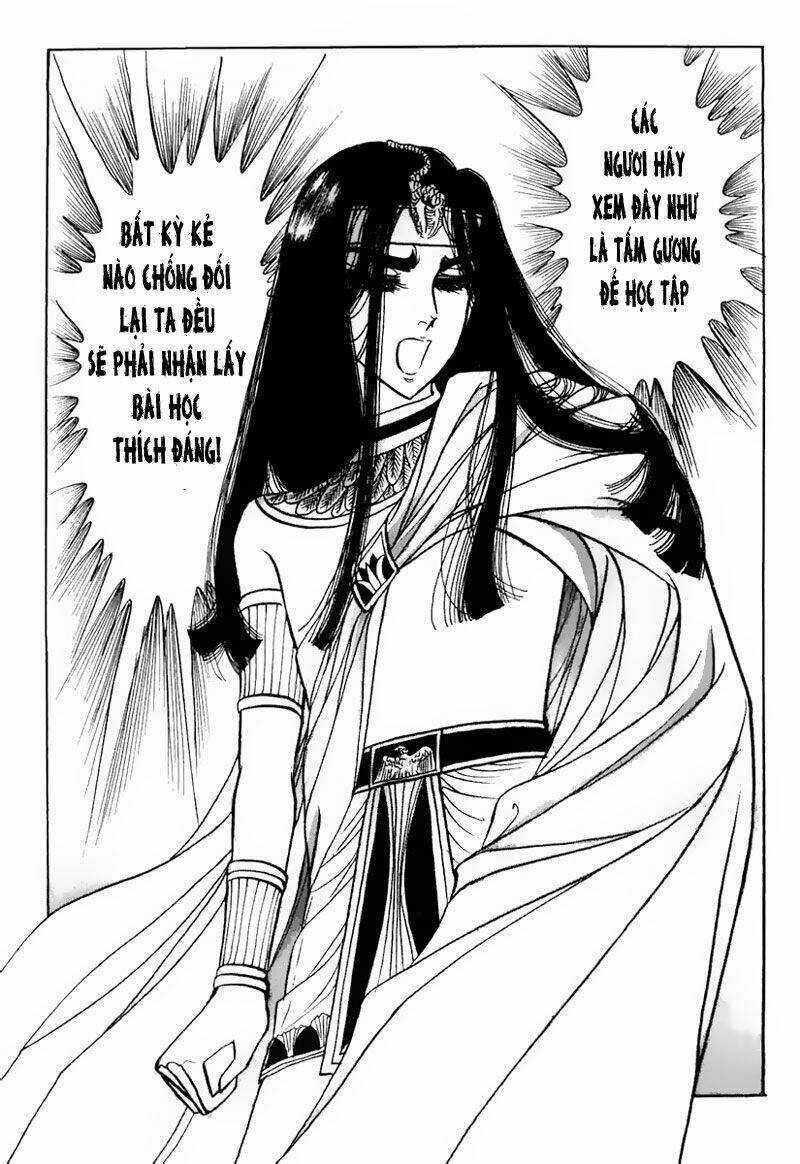 CÁC
NGƯƠI HÃY
XEM ĐÂY NHƯ
LÀ TẤM GƯƠNG
ĐỂ HỌC TẬP
BẤT KỲ KẺ
NÀO CHỐNG ĐỐI
LẠI TA ĐỀU
SẼ PHẢI NHẬN LẤY
BÀI HỌC
THÍCH ĐÁNG!